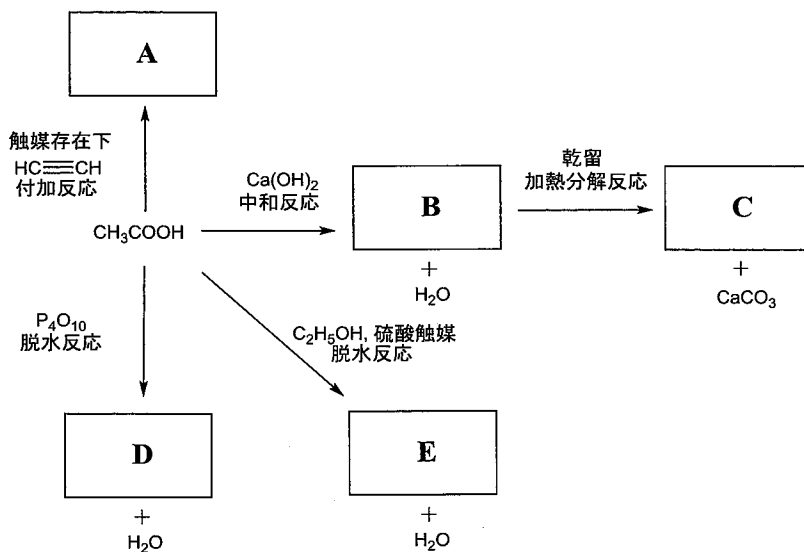 A
触媒存在下
HC≡CH
付加反応
CH3COOH
Ca(OH)2
中和反応
B
+
H2O
乾留
加熱分解反応
C
+
CaCO3
P4O10
脱水反応
C2H5OH, 硫酸触媒
脱水反応
D
+
H2O
E
+
H2O